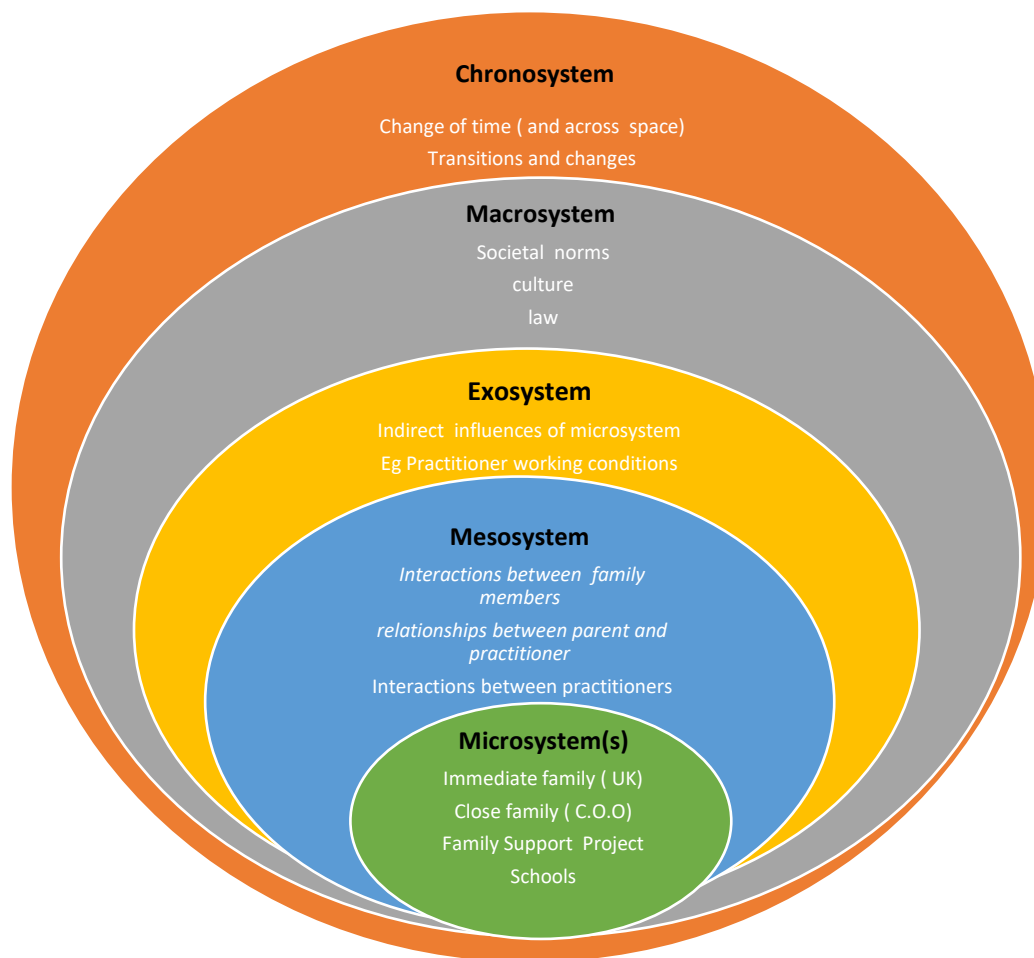 Chronosystem
Change of time ( and across space)
Transitions and changes
Macrosystem
Societal norms
culture
law
Exosystem
Indirect influences of microsystem
Eg Practitioner working conditions
Mesosystem
Interactions between family
members
relationships between parent and
practitioner
Interactions between practitioners
Microsystem(s)
Immediate family ( UK)
Close family ( C.O.O)
Family Support Project
Schools